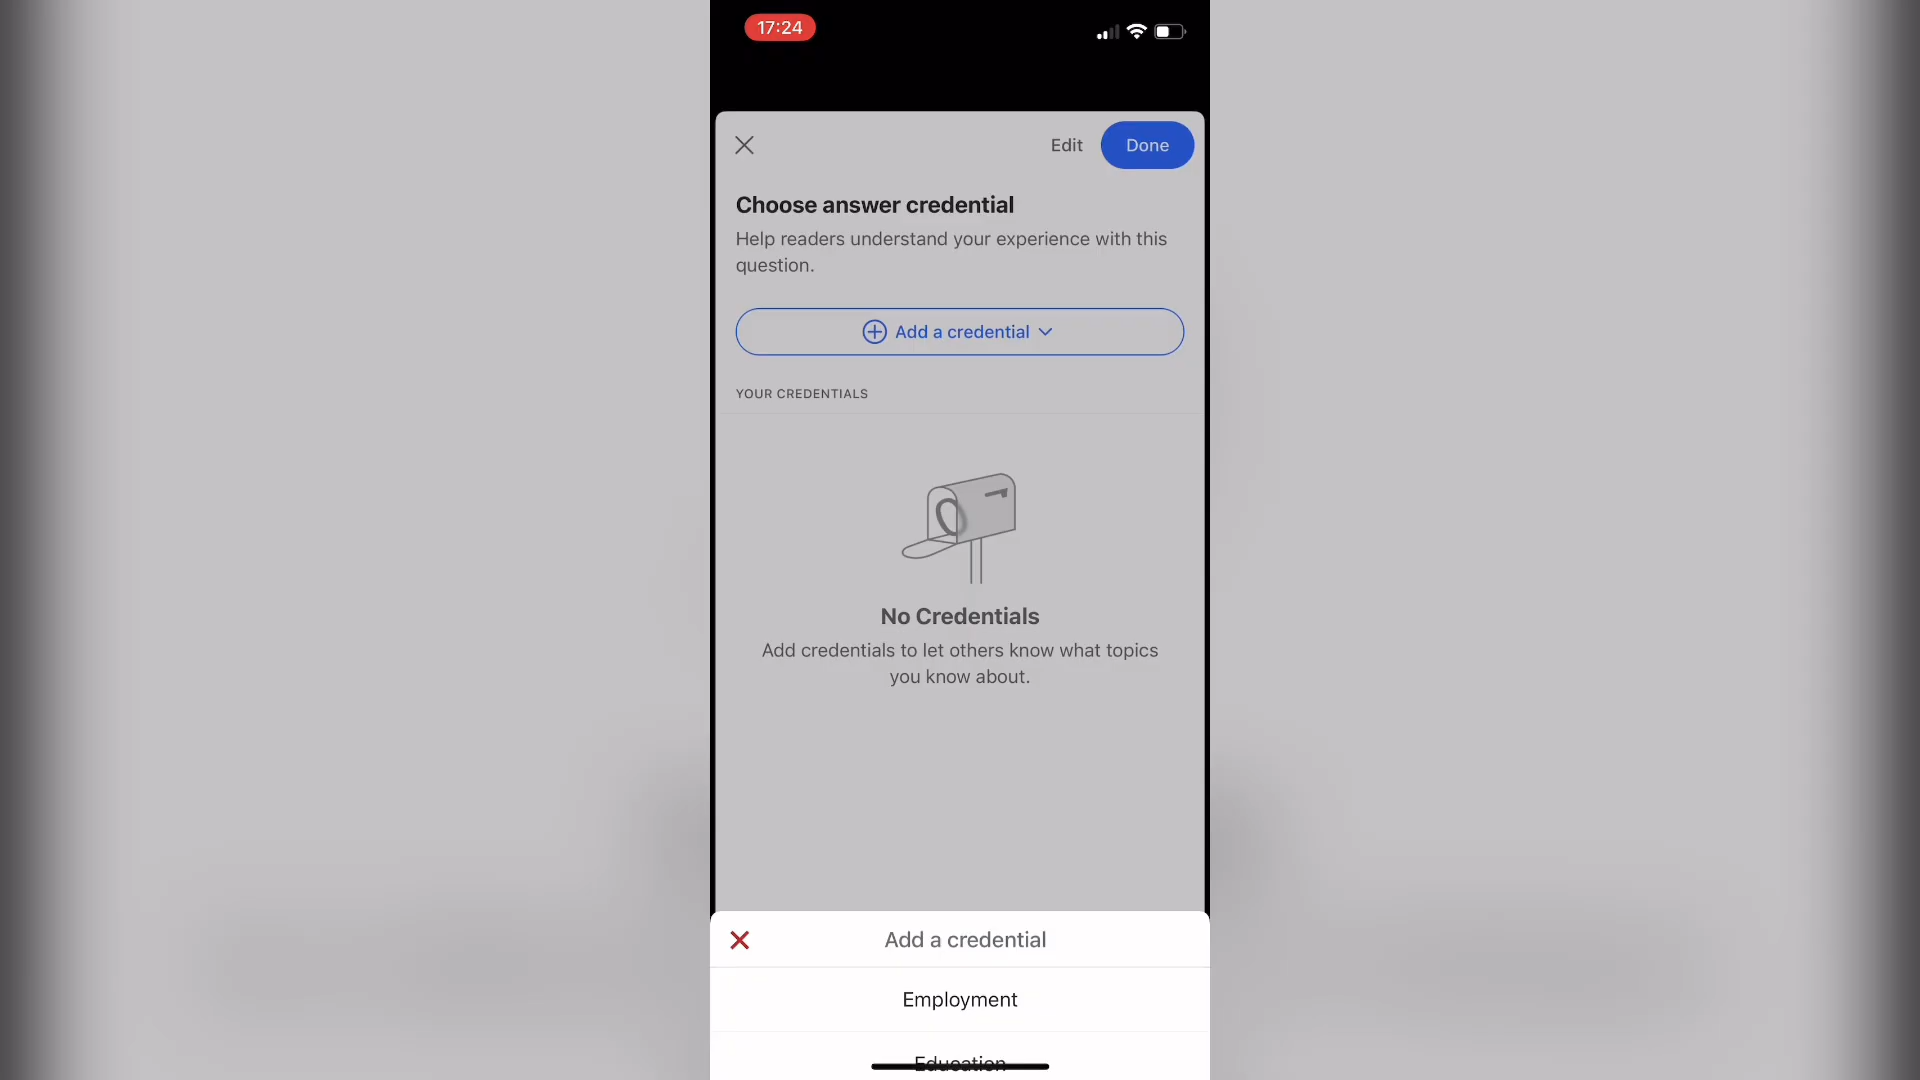 17:24
Edit
Done
Choose answer credential
Help readers understand your experience with this
question.
Add a credential
YOUR CREDENTIALS
No Credentials
Add credentials to let others know what topics
you know about.
Add a credential
Employment
Education